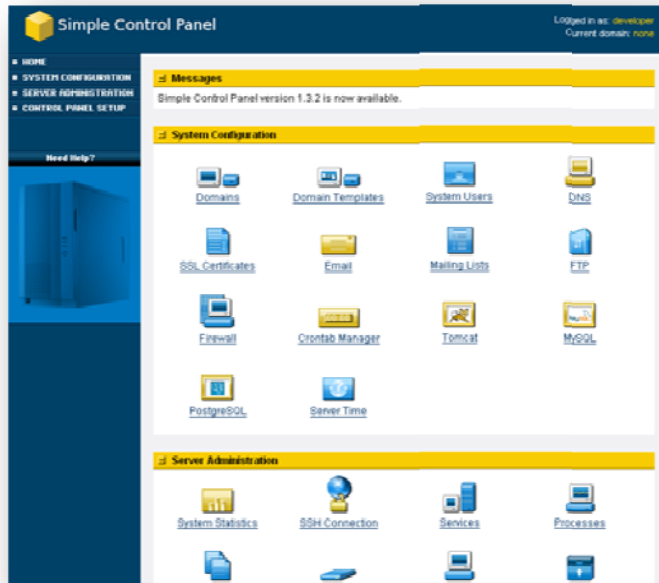 Simple Control Panel
Logged in as: developer
Current domain: none
HOME
SYSTEM CONFIGURATION
SERVER ADMINISTRATION
CONTROL PANEL SETUP
Need Help?
Messages
Simple Control Panel version 1.3.2 is now available.
System Configuration
Domains Domain Templates System Users DNS
SSL Certificates Email Mailing Lists FTP
Firewall Crontab Manager Tomcat MySQL
PostgreSQL Server Time
Server Administration
System Statistics SSH Connection Services Processes